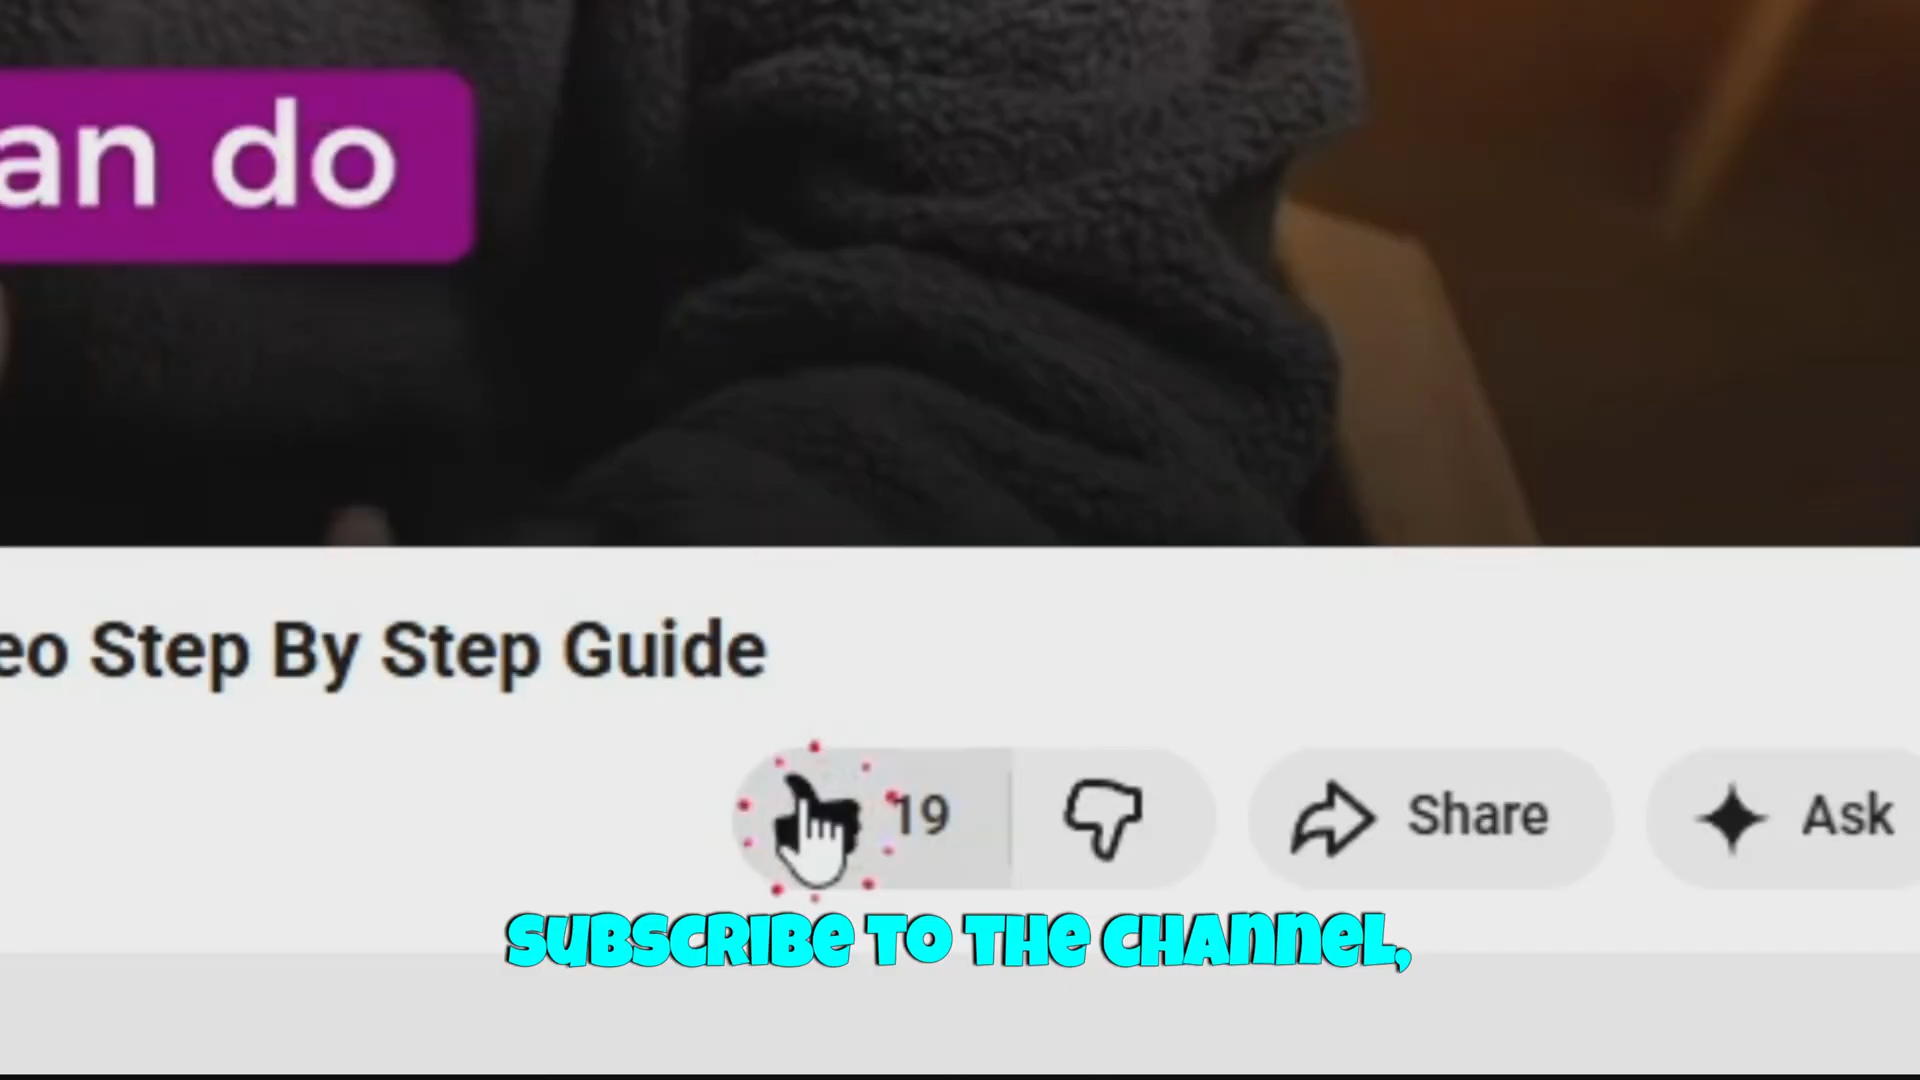 an do
eo Step By Step Guide
19
Share
Ask
SUBSCRIBE TO THE CHANNEL,